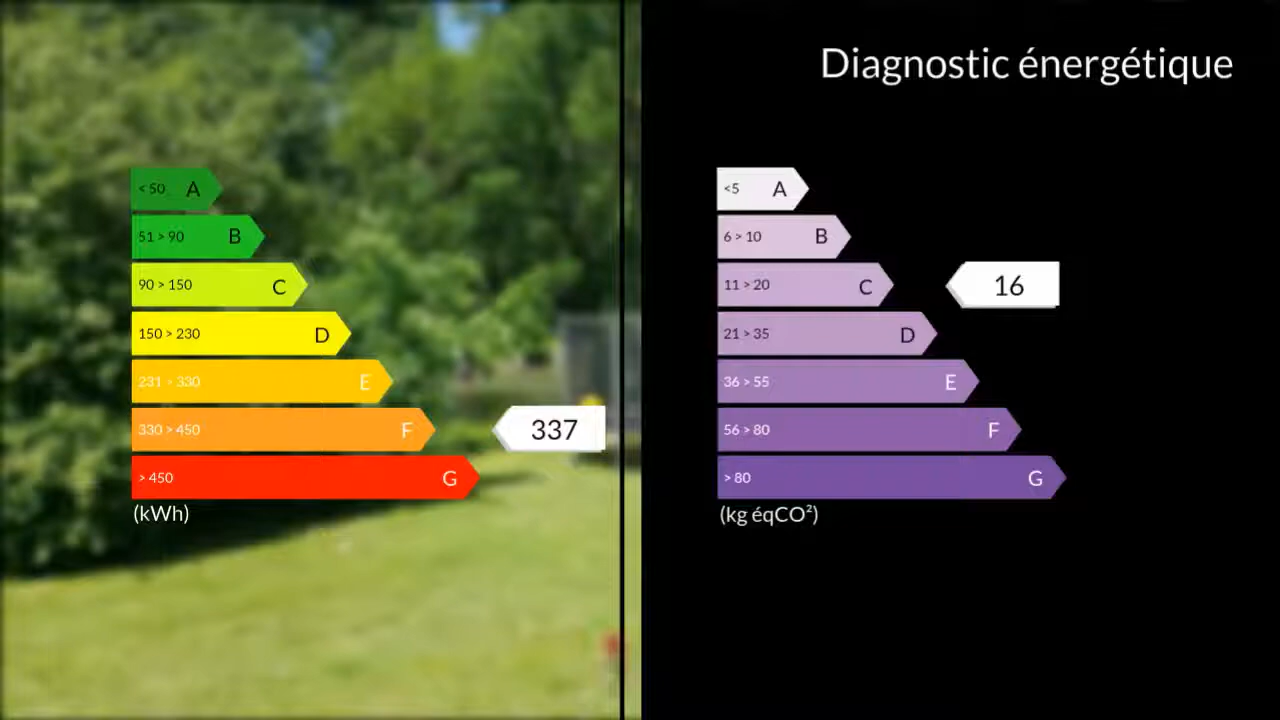 Diagnostic énergétique
< 50 A
51 > 90 B
90 > 150 C
150 > 230 D
231 > 330 E
330 > 450 F
337
> 450 G
(kWh)
<5 A
6 > 10 B
11 > 20 C
16
21 > 35 D
36 > 55 E
56 > 80 F
> 80 G
(kg éqCO²)